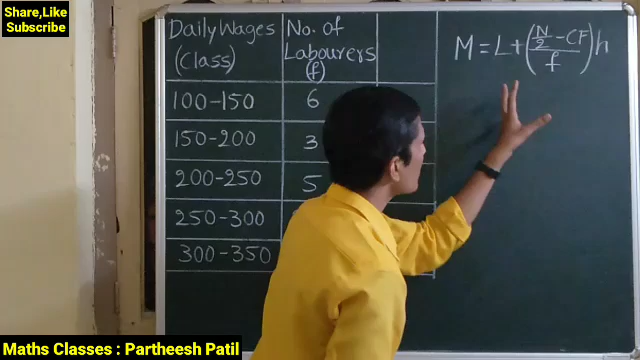 Share,Like
Subscribe
Daily Wages
(Class)
No. of
Labourers
(f)
M = L + ( (N/2 - CF) / f ) h
100-150
6
150-200
3
200-250
5
250-300
300-350
Maths Classes : Partheesh Patil